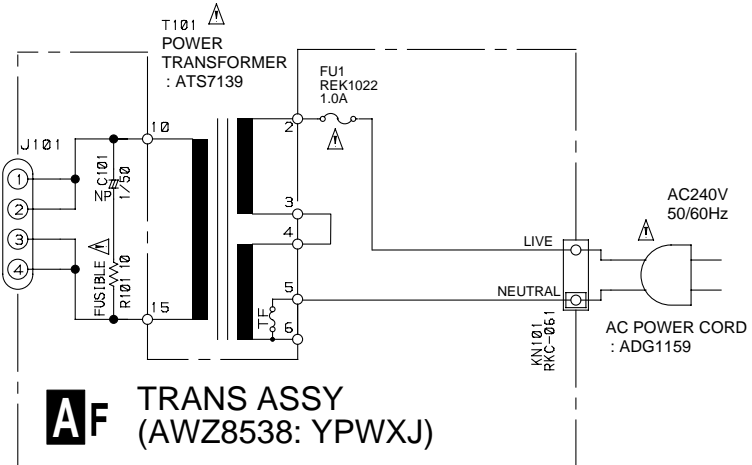 T101
POWER
TRANSFORMER
: ATS7139
FU1
REK1022
1.0A
J101
1
2
3
4
10
15
C101
NP 1/50
FUSIBLE
R101 10
2
3
4
5
6
TF
LIVE
NEUTRAL
KN101
RKC-061
AC240V
50/60Hz
AC POWER CORD
: ADG1159
AF TRANS ASSY
(AWZ8538: YPWXJ)